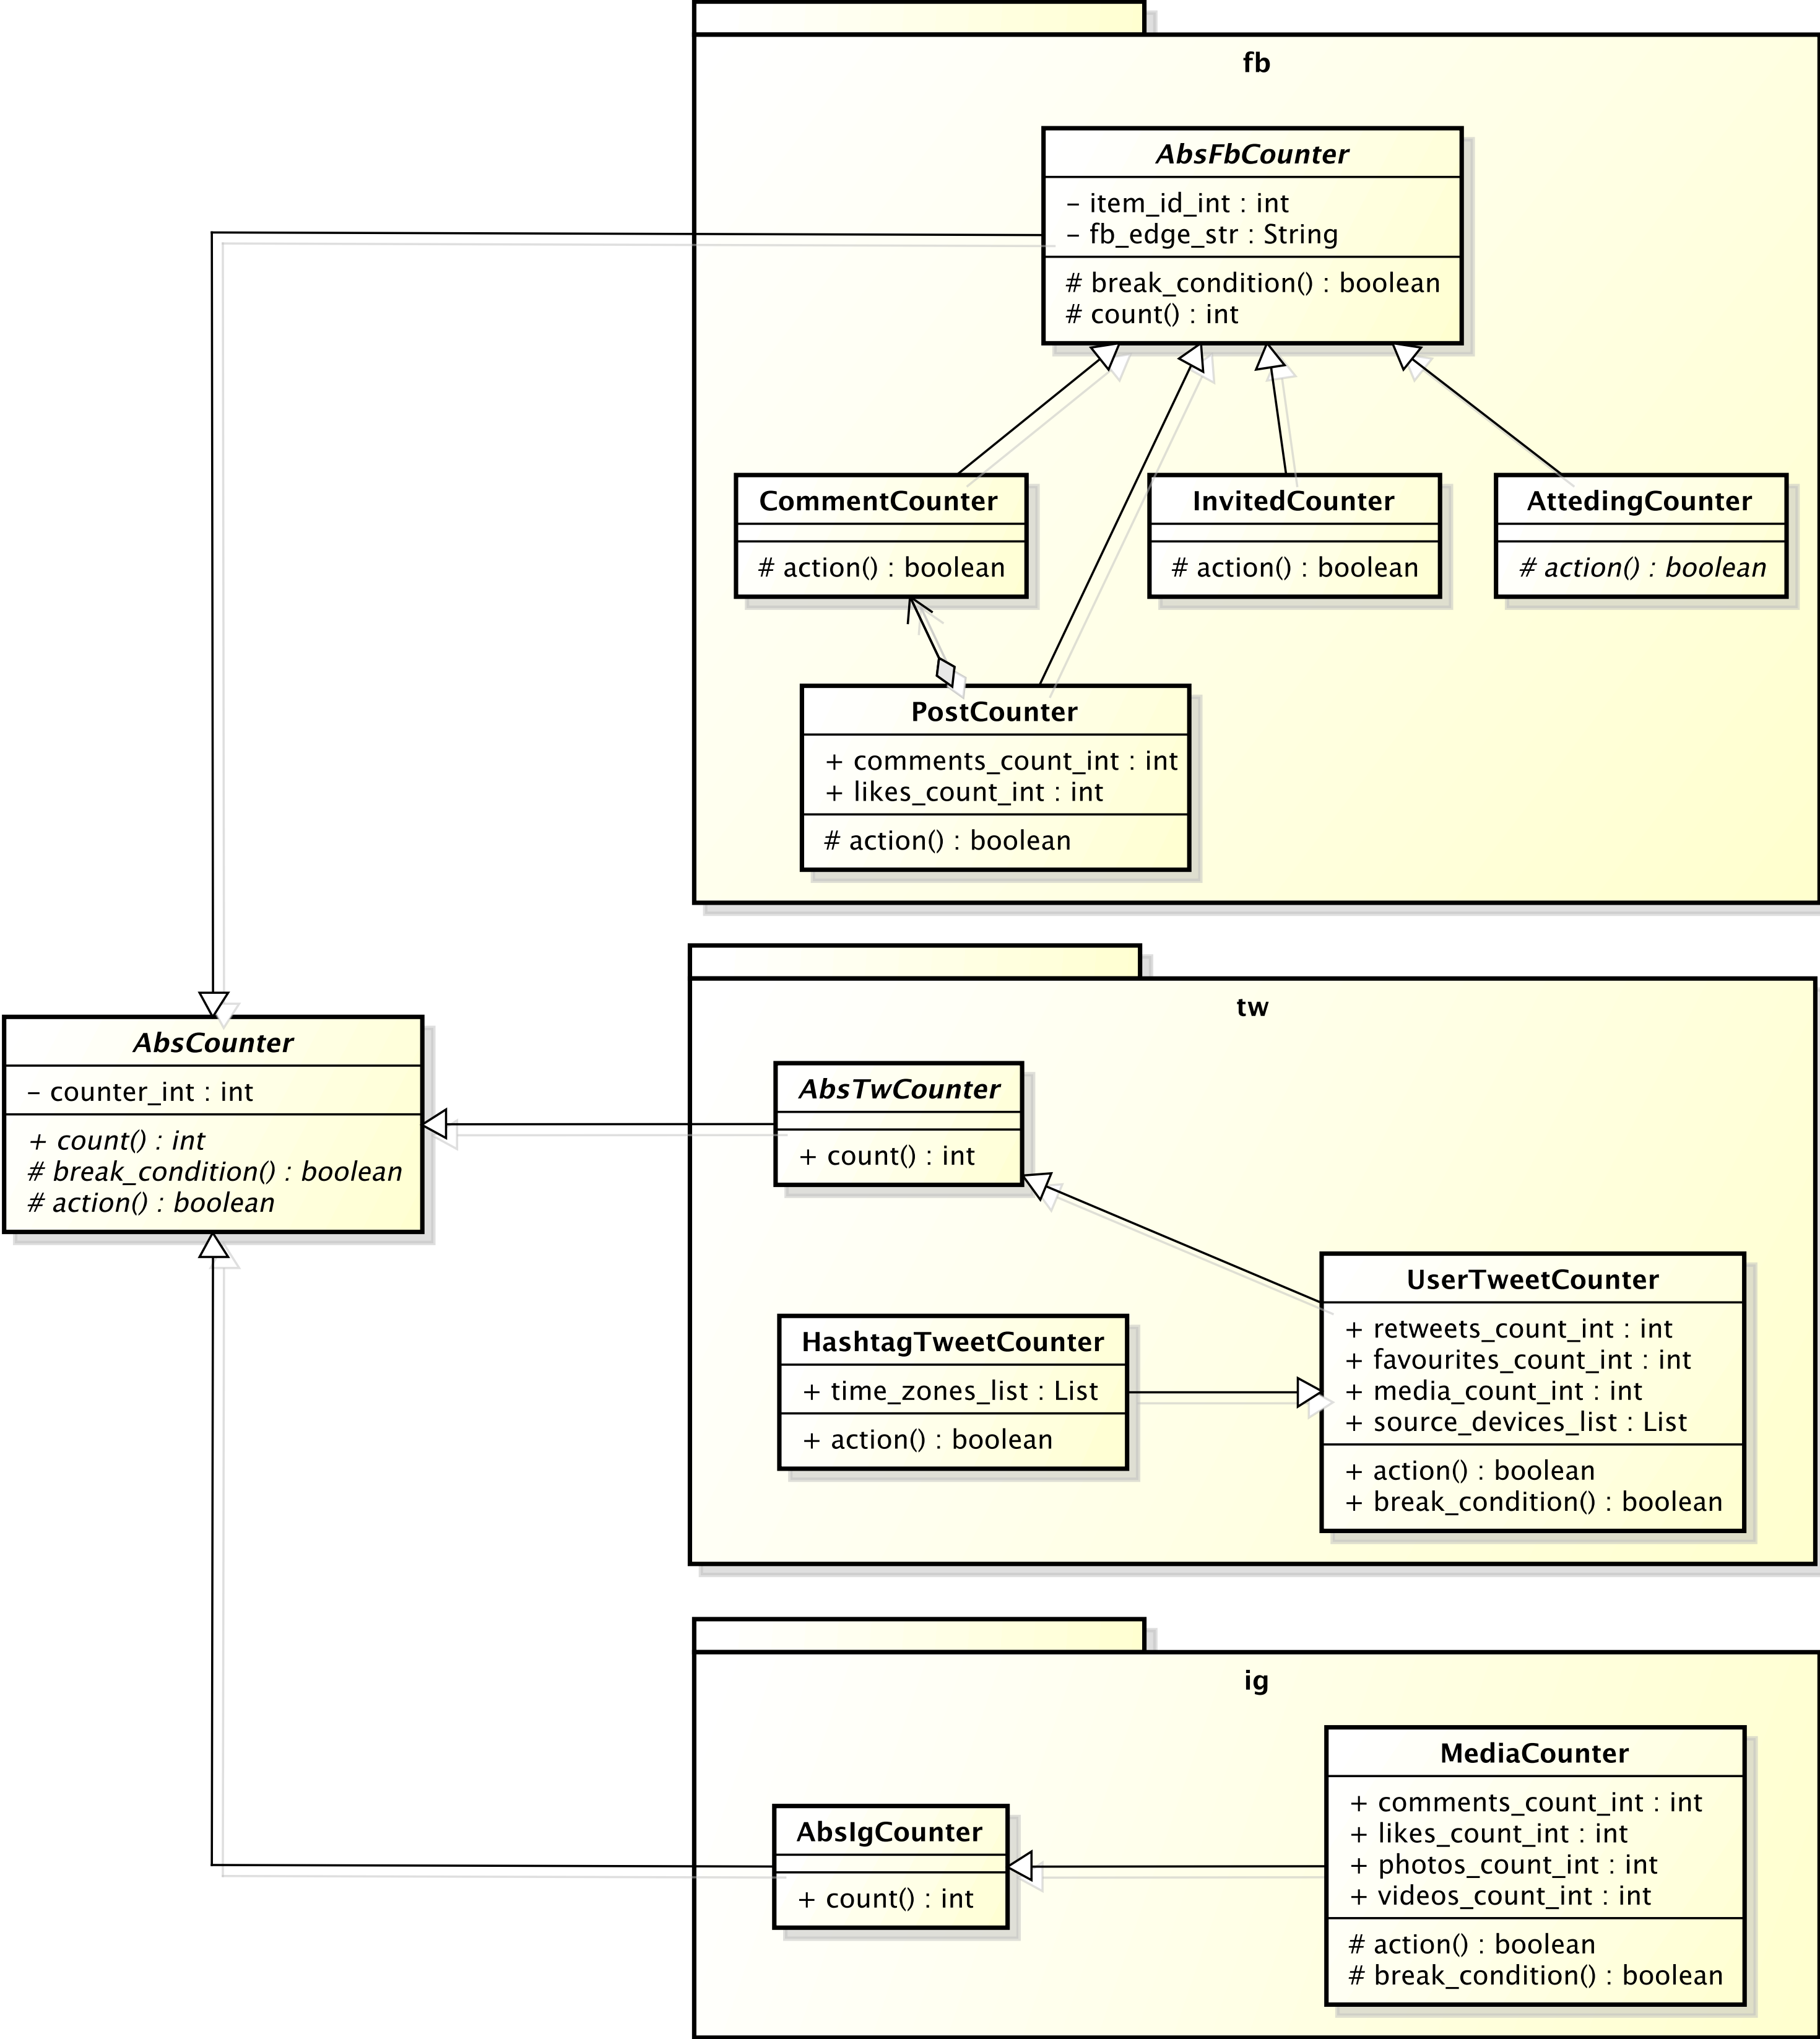 fb
AbsFbCounter
– item_id_int : int
– fb_edge_str : String
# break_condition() : boolean
# count() : int
CommentCounter
# action() : boolean
InvitedCounter
# action() : boolean
AttedingCounter
# action() : boolean
PostCounter
+ comments_count_int : int
+ likes_count_int : int
# action() : boolean
AbsCounter
– counter_int : int
+ count() : int
# break_condition() : boolean
# action() : boolean
tw
AbsTwCounter
+ count() : int
UserTweetCounter
+ retweets_count_int : int
+ favourites_count_int : int
+ media_count_int : int
+ source_devices_list : List
+ action() : boolean
+ break_condition() : boolean
HashtagTweetCounter
+ time_zones_list : List
+ action() : boolean
ig
MediaCounter
+ comments_count_int : int
+ likes_count_int : int
+ photos_count_int : int
+ videos_count_int : int
# action() : boolean
# break_condition() : boolean
AbsIgCounter
+ count() : int